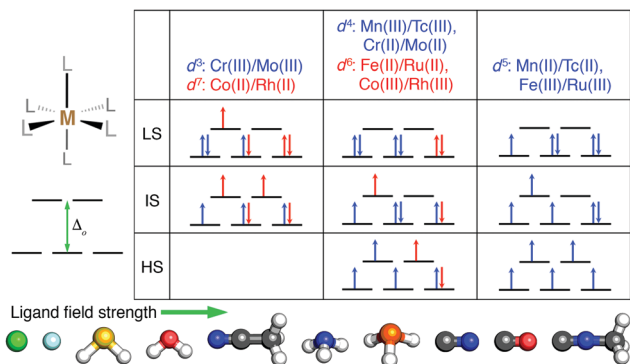 d⁴: Mn(III)/Tc(III),
Cr(II)/Mo(II)
d³: Cr(III)/Mo(III)
d⁷: Co(II)/Rh(II)
d⁶: Fe(II)/Ru(II),
Co(III)/Rh(III)
d⁵: Mn(II)/Tc(II),
Fe(III)/Ru(III)
L
L
L
M
L
L
L
LS
IS
Δₒ
HS
Ligand field strength